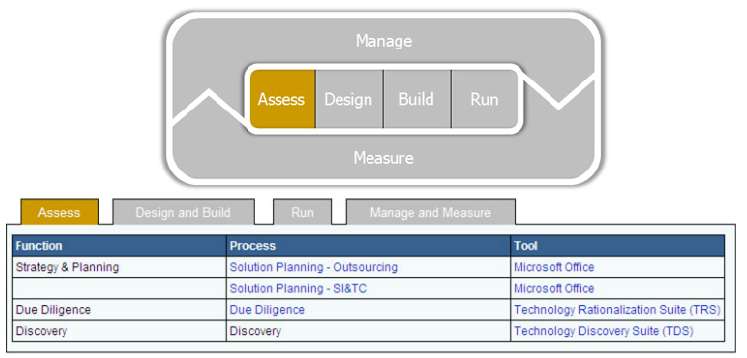 Manage
Assess Design Build Run
Measure
Assess Design and Build Run Manage and Measure
Function Process Tool
Strategy & Planning Solution Planning - Outsourcing Microsoft Office
Solution Planning - SI&TC Microsoft Office
Due Diligence Due Diligence Technology Rationalization Suite (TRS)
Discovery Discovery Technology Discovery Suite (TDS)